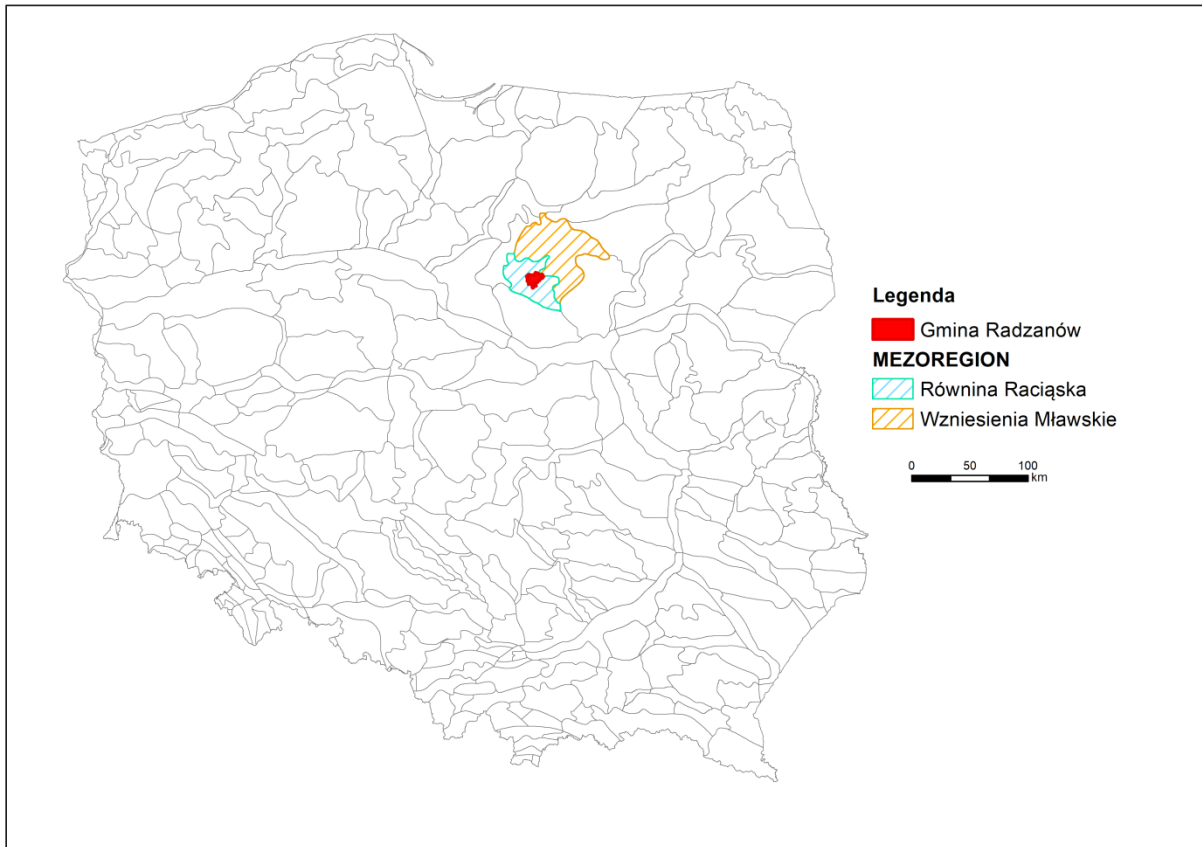 Legenda
Gmina Radzanów
MEZOREGION
Równina Raciąska
Wzniesienia Mławskie
0 50 100
km